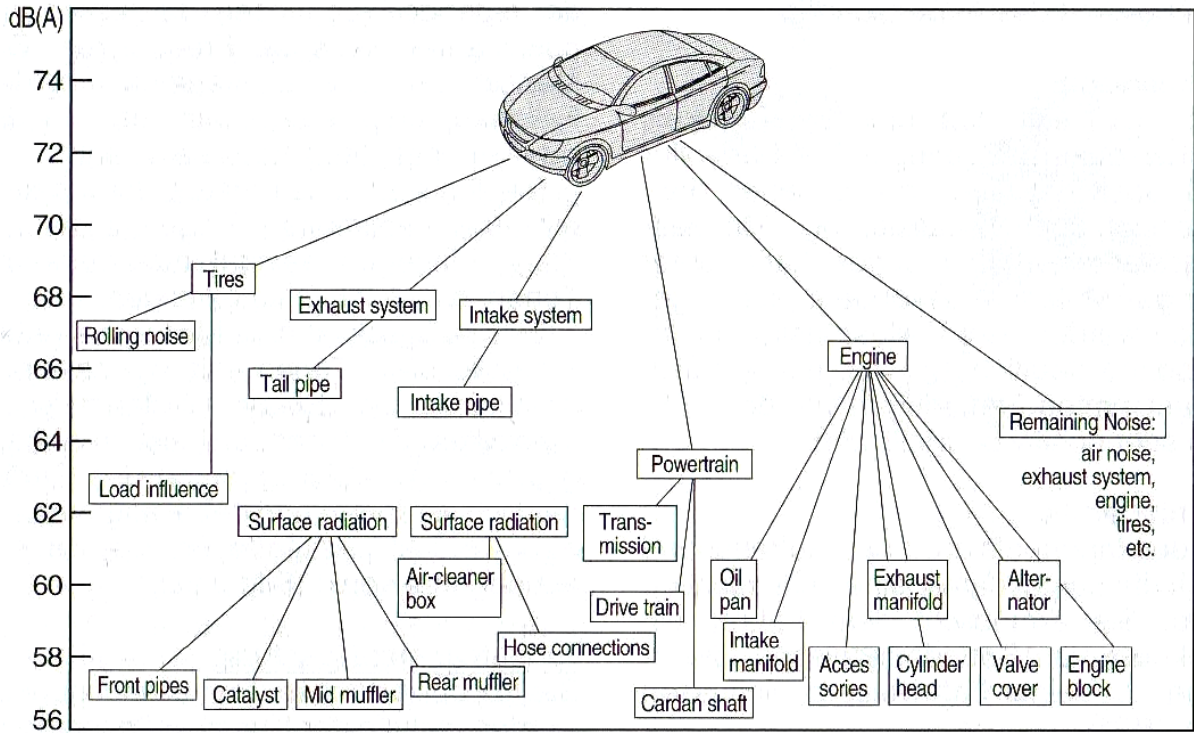 dB(A)
74
72
70
68
66
64
62
60
58
56
Tires
Rolling noise
Load influence
Exhaust system
Tail pipe
Intake system
Intake pipe
Surface radiation
Front pipes
Catalyst
Mid muffler
Rear muffler
Surface radiation
Air-cleaner
box
Hose connections
Powertrain
Trans-
mission
Drive train
Cardan shaft
Engine
Oil
pan
Intake
manifold
Acces
sories
Exhaust
manifold
Cylinder
head
Valve
cover
Alter-
nator
Engine
block
Remaining Noise:
air noise,
exhaust system,
engine,
tires,
etc.